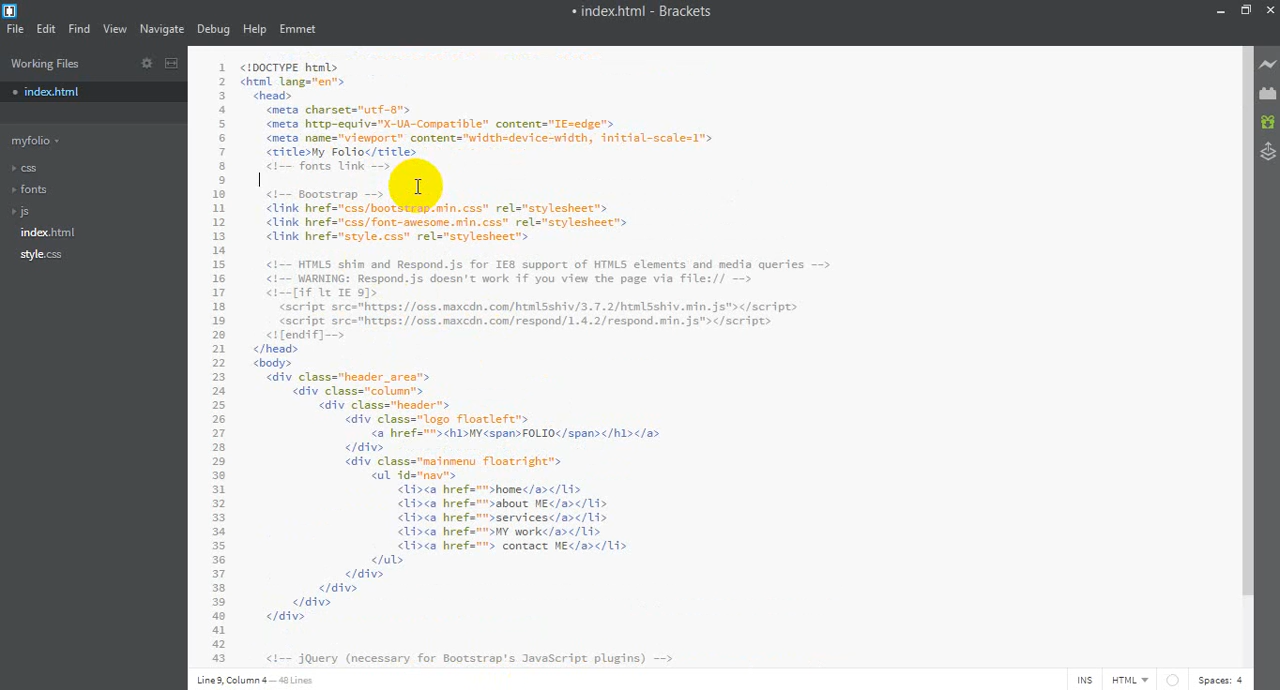 • index.html - Brackets
File Edit Find View Navigate Debug Help Emmet
Working Files
• index.html
myfolio
css
fonts
js
index.html
style.css
1 <!DOCTYPE html>
2 <html lang="en">
3 <head>
4 <meta charset="utf-8">
5 <meta http-equiv="X-UA-Compatible" content="IE=edge">
6 <meta name="viewport" content="width=device-width, initial-scale=1">
7 <title>My Folio</title>
8 <!-- fonts link -->
9
10 <!-- Bootstrap -->
11 <link href="css/bootstrap.min.css" rel="stylesheet">
12 <link href="css/font-awesome.min.css" rel="stylesheet">
13 <link href="style.css" rel="stylesheet">
14
15 <!-- HTML5 shim and Respond.js for IE8 support of HTML5 elements and media queries -->
16 <!-- WARNING: Respond.js doesn't work if you view the page via file:// -->
17 <!--[if lt IE 9]>
18 <script src="https://oss.maxcdn.com/html5shiv/3.7.2/html5shiv.min.js"></script>
19 <script src="https://oss.maxcdn.com/respond/1.4.2/respond.min.js"></script>
20 <![endif]-->
21 </head>
22 <body>
23 <div class="header_area">
24 <div class="column">
25 <div class="header">
26 <div class="logo floatleft">
27 <a href=""><h1>MY<span>FOLIO</span></h1></a>
28 </div>
29 <div class="mainmenu floatright">
30 <ul id="nav">
31 <li><a href="">home</a></li>
32 <li><a href="">about ME</a></li>
33 <li><a href="">services</a></li>
34 <li><a href="">MY work</a></li>
35 <li><a href=""> contact ME</a></li>
36 </ul>
37 </div>
38 </div>
39 </div>
40 </div>
41
42
43 <!-- jQuery (necessary for Bootstrap's JavaScript plugins) -->
Line 9, Column 4 — 48 Lines INS HTML Spaces: 4